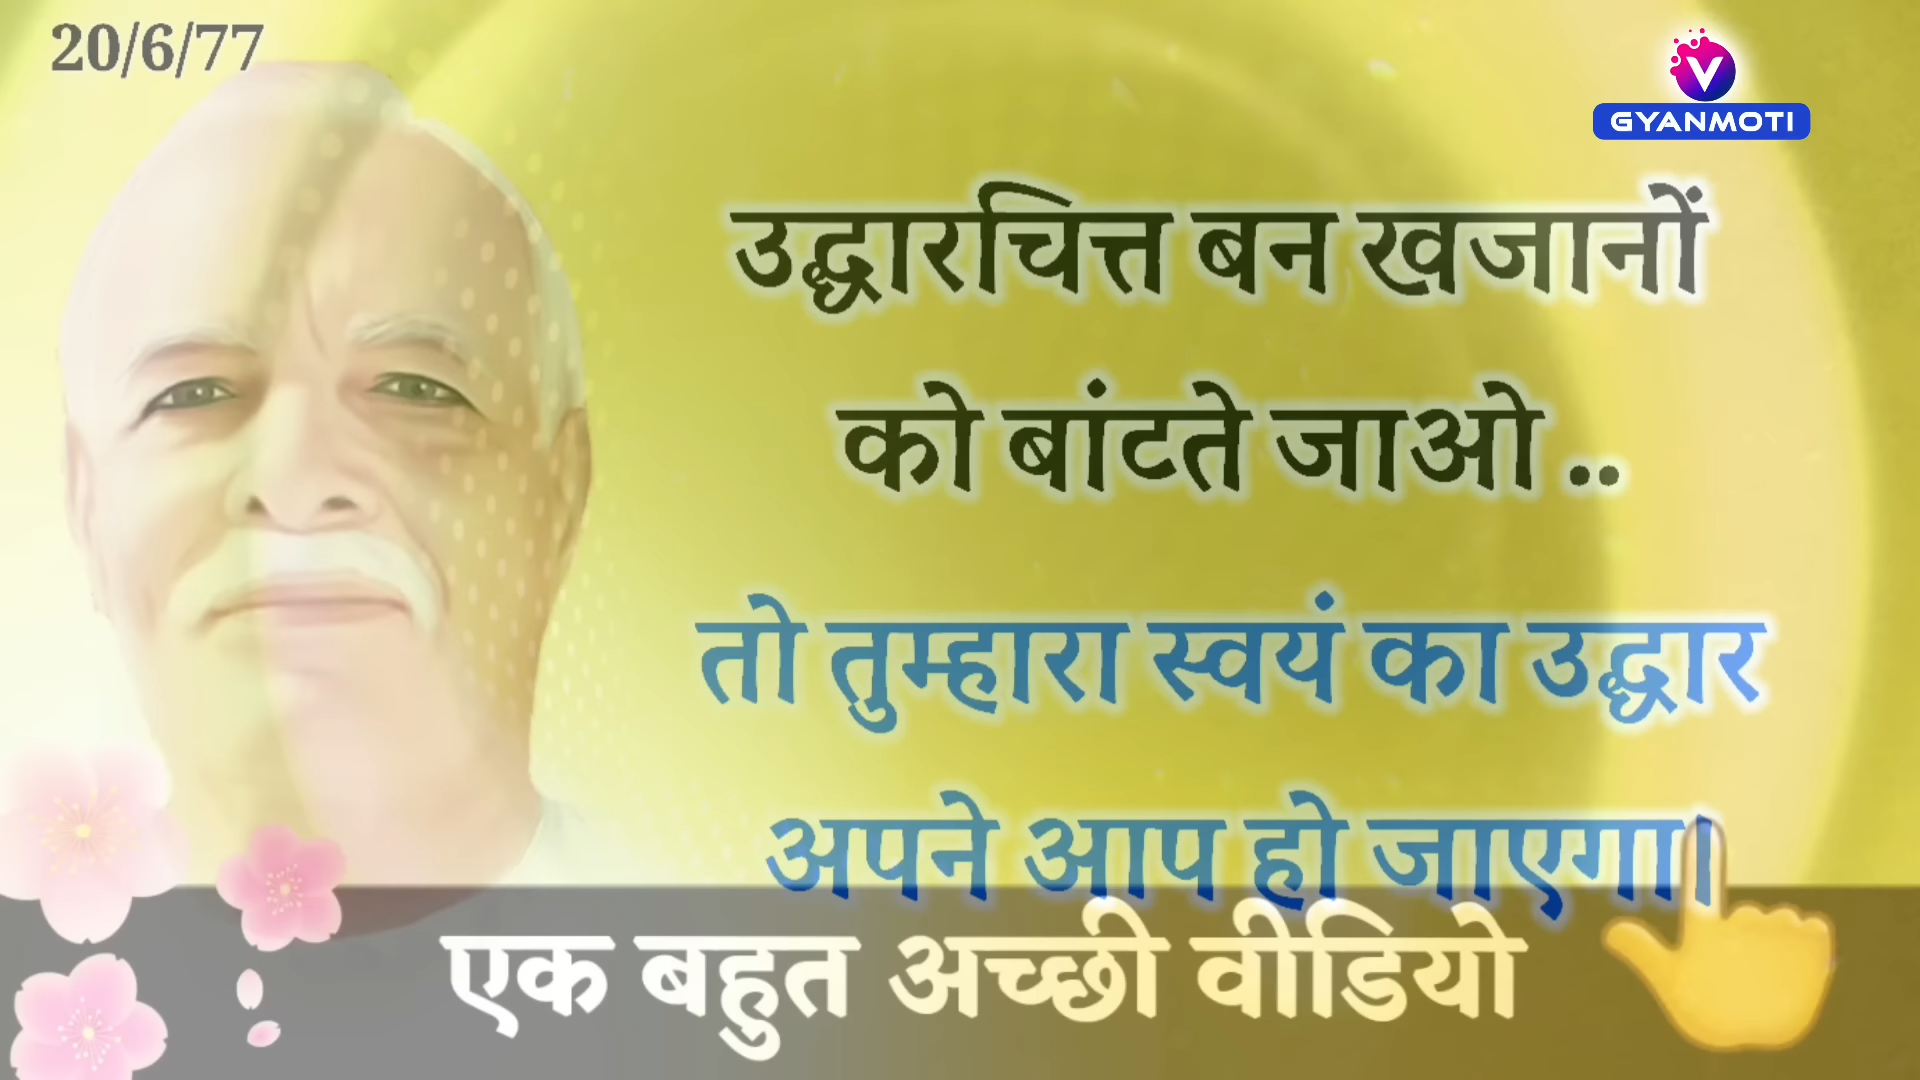 20/6/77
V
GYANMOTI
उद्धारचित्त बन खजानों
को बांटते जाओ ..
तो तुम्हारा स्वयं का उद्धार
अपने आप हो जाएगा।
एक बहुत अच्छी वीडियो